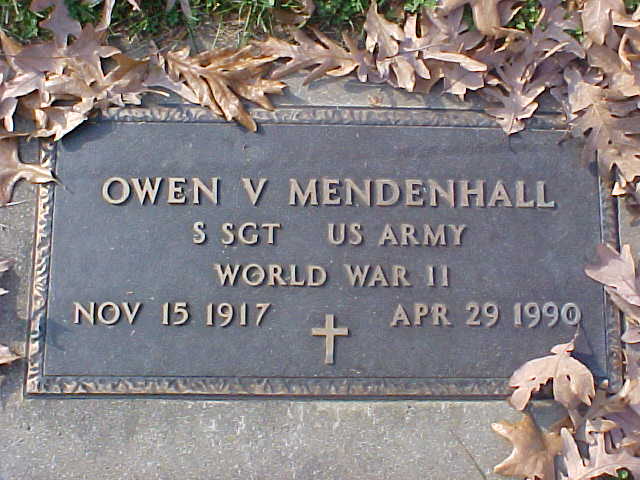 OWEN V MENDENHALL
S SGT US ARMY
WORLD WAR II
NOV 15 1917 APR 29 1990